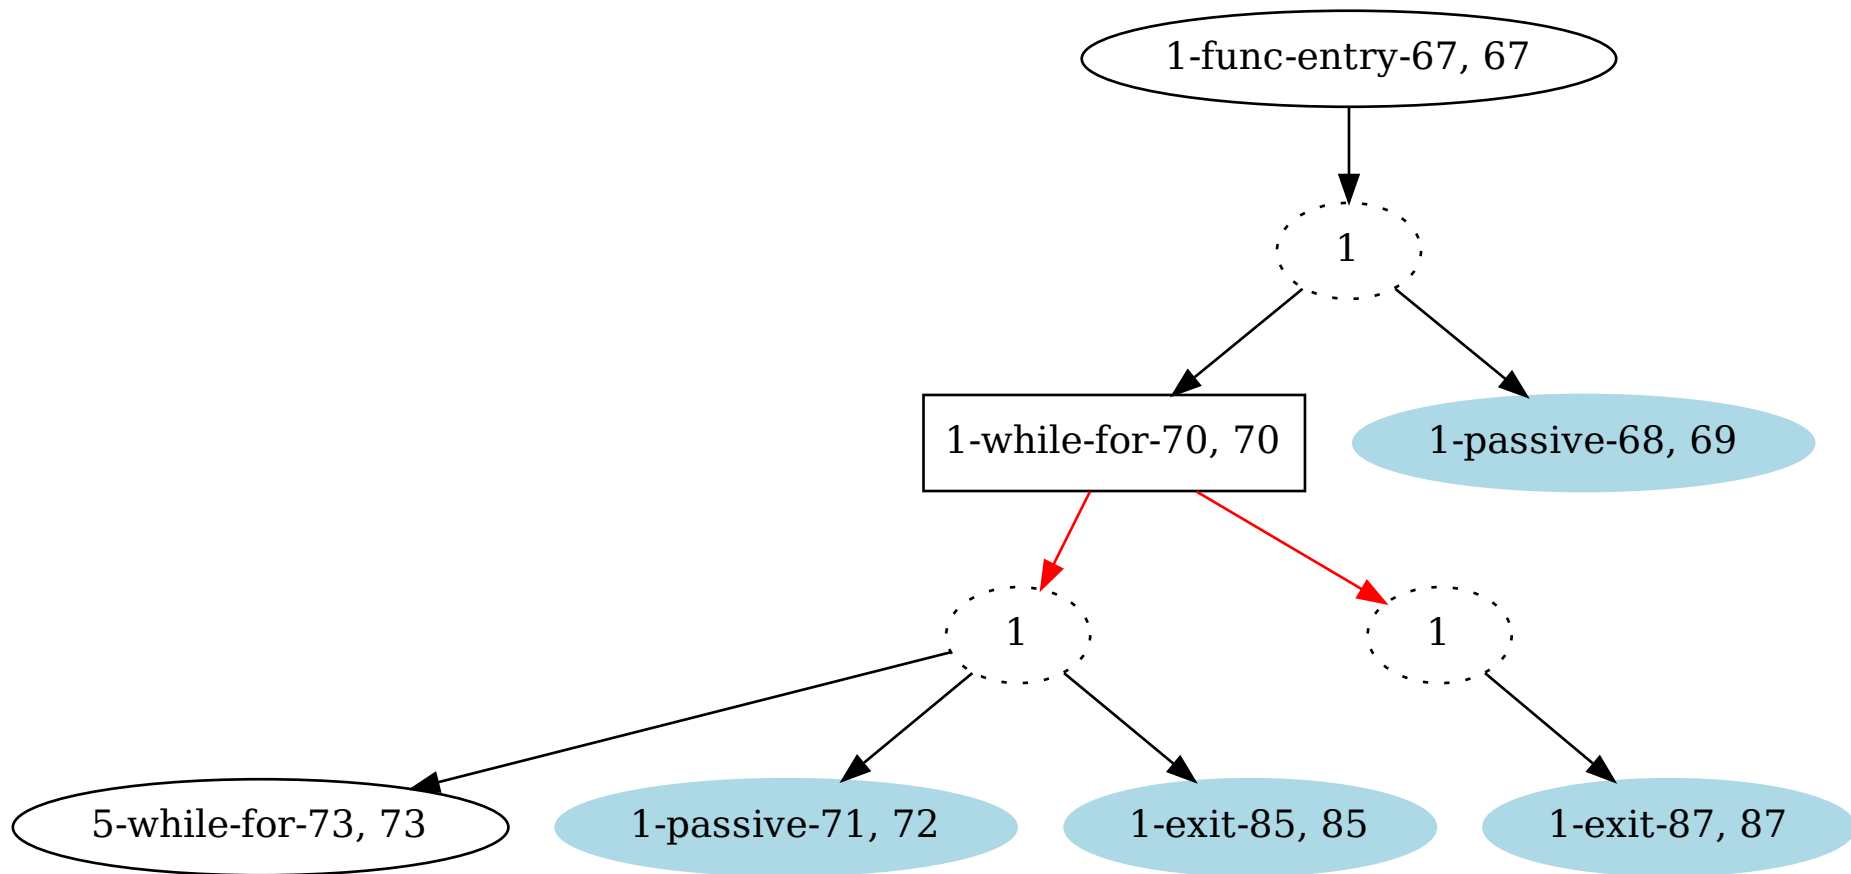 1-func-entry-67, 67
1
1-while-for-70, 70
1-passive-68, 69
1
1
5-while-for-73, 73
1-passive-71, 72
1-exit-85, 85
1-exit-87, 87